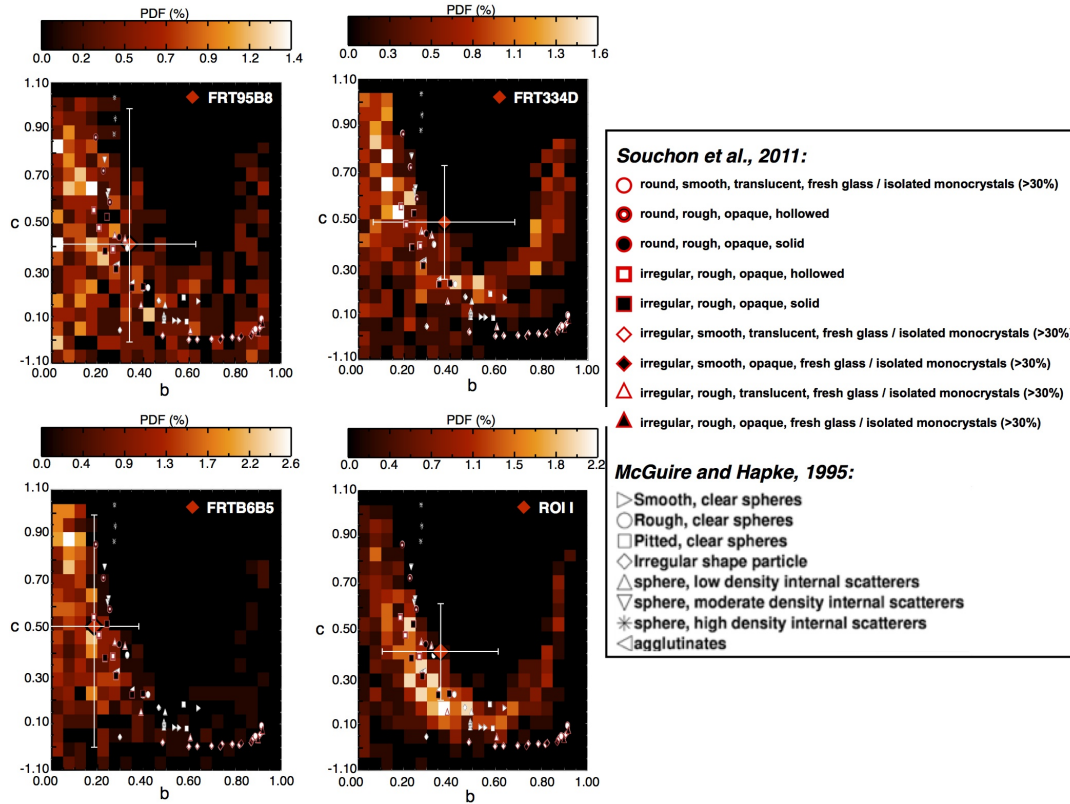 PDF (%)
0.0 0.2 0.5 0.7 0.9 1.2 1.4
PDF (%)
0.0 0.3 0.5 0.8 1.1 1.3 1.6
FRT95B8
1.10
0.90
0.70
c 0.50
0.30
0.10
-1.10
0.00 0.20 0.40 0.60 0.80 1.00
b
FRT334D
1.10
0.90
0.70
c 0.50
0.30
0.10
-1.10
0.00 0.20 0.40 0.60 0.80 1.00
b
PDF (%)
0.0 0.4 0.9 1.3 1.7 2.2 2.6
PDF (%)
0.0 0.4 0.7 1.1 1.5 1.8 2.2
FRTB6B5
1.10
0.90
0.70
c 0.50
0.30
0.10
-1.10
0.00 0.20 0.40 0.60 0.80 1.00
b
ROI I
1.10
0.90
0.70
c 0.50
0.30
0.10
-1.10
0.00 0.20 0.40 0.60 0.80 1.00
b
Souchon et al., 2011:
round, smooth, translucent, fresh glass / isolated monocrystals (>30%)
round, rough, opaque, hollowed
round, rough, opaque, solid
irregular, rough, opaque, hollowed
irregular, rough, opaque, solid
irregular, smooth, translucent, fresh glass / isolated monocrystals (>30%)
irregular, smooth, opaque, fresh glass / isolated monocrystals (>30%)
irregular, rough, translucent, fresh glass / isolated monocrystals (>30%)
irregular, rough, opaque, fresh glass / isolated monocrystals (>30%)
McGuire and Hapke, 1995:
Smooth, clear spheres
Rough, clear spheres
Pitted, clear spheres
Irregular shape particle
sphere, low density internal scatterers
sphere, moderate density internal scatterers
sphere, high density internal scatterers
agglutinates